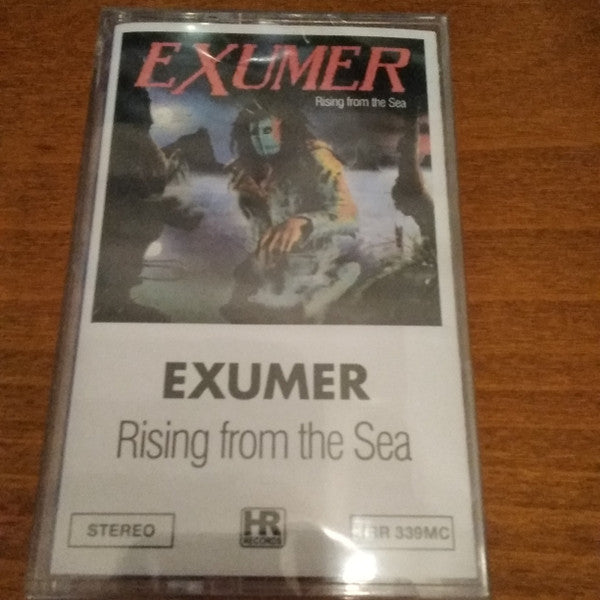 EXUMER
Rising from the Sea
EXUMER
Rising from the Sea
STEREO
HR
RECORDS
HRR 339MC